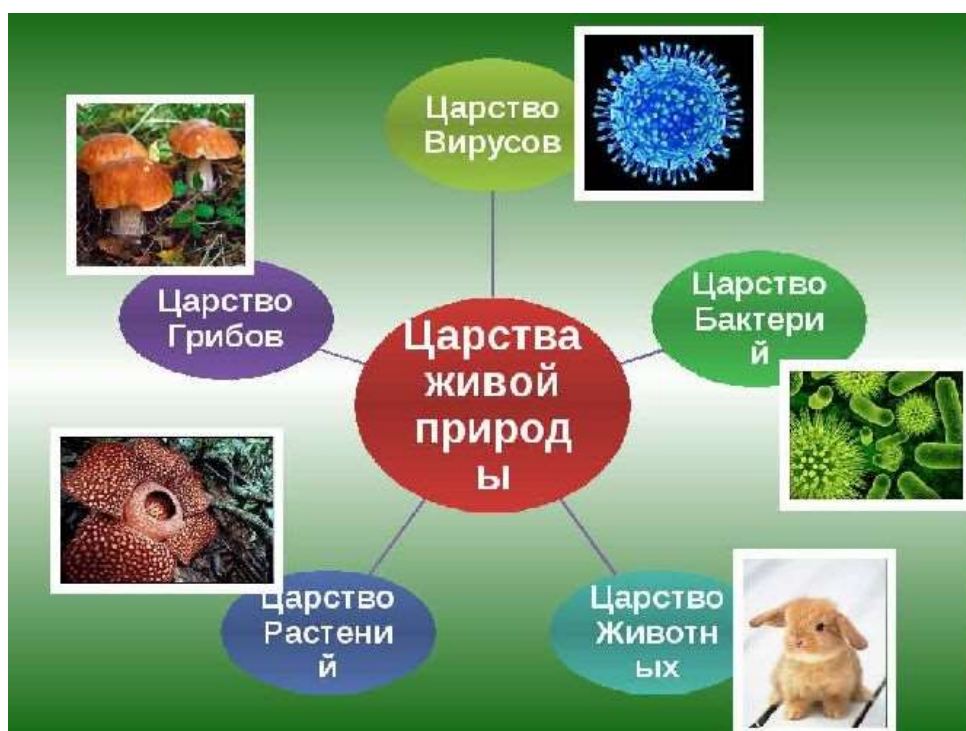 Царство
Вирусов
Царство
Грибов
Царство
Бактери
й
Царства
живой
природ
ы
Царство
Растени
й
Царство
Животн
ых